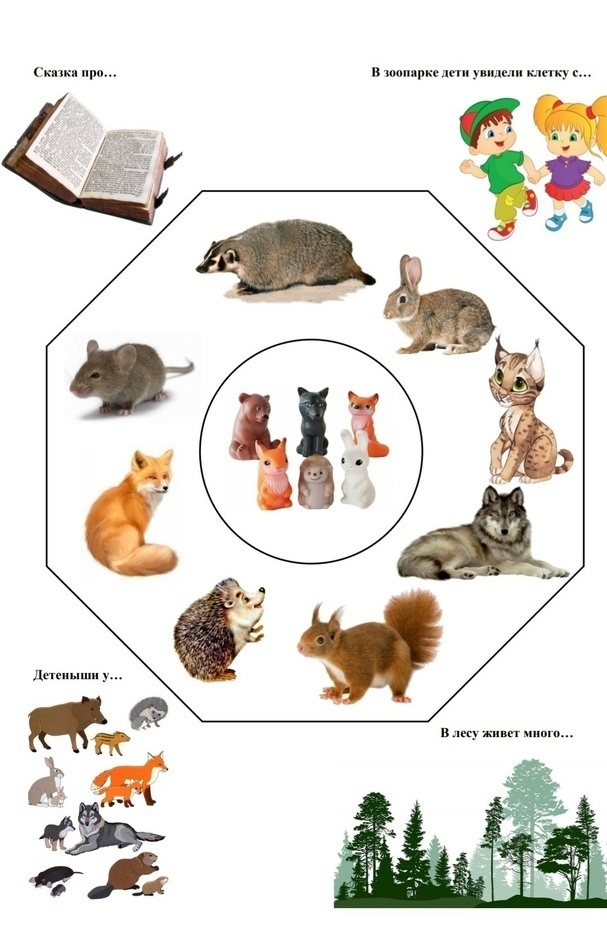 Сказка про…
В зоопарке дети увидели клетку с…
Детеныши у…
В лесу живет много…